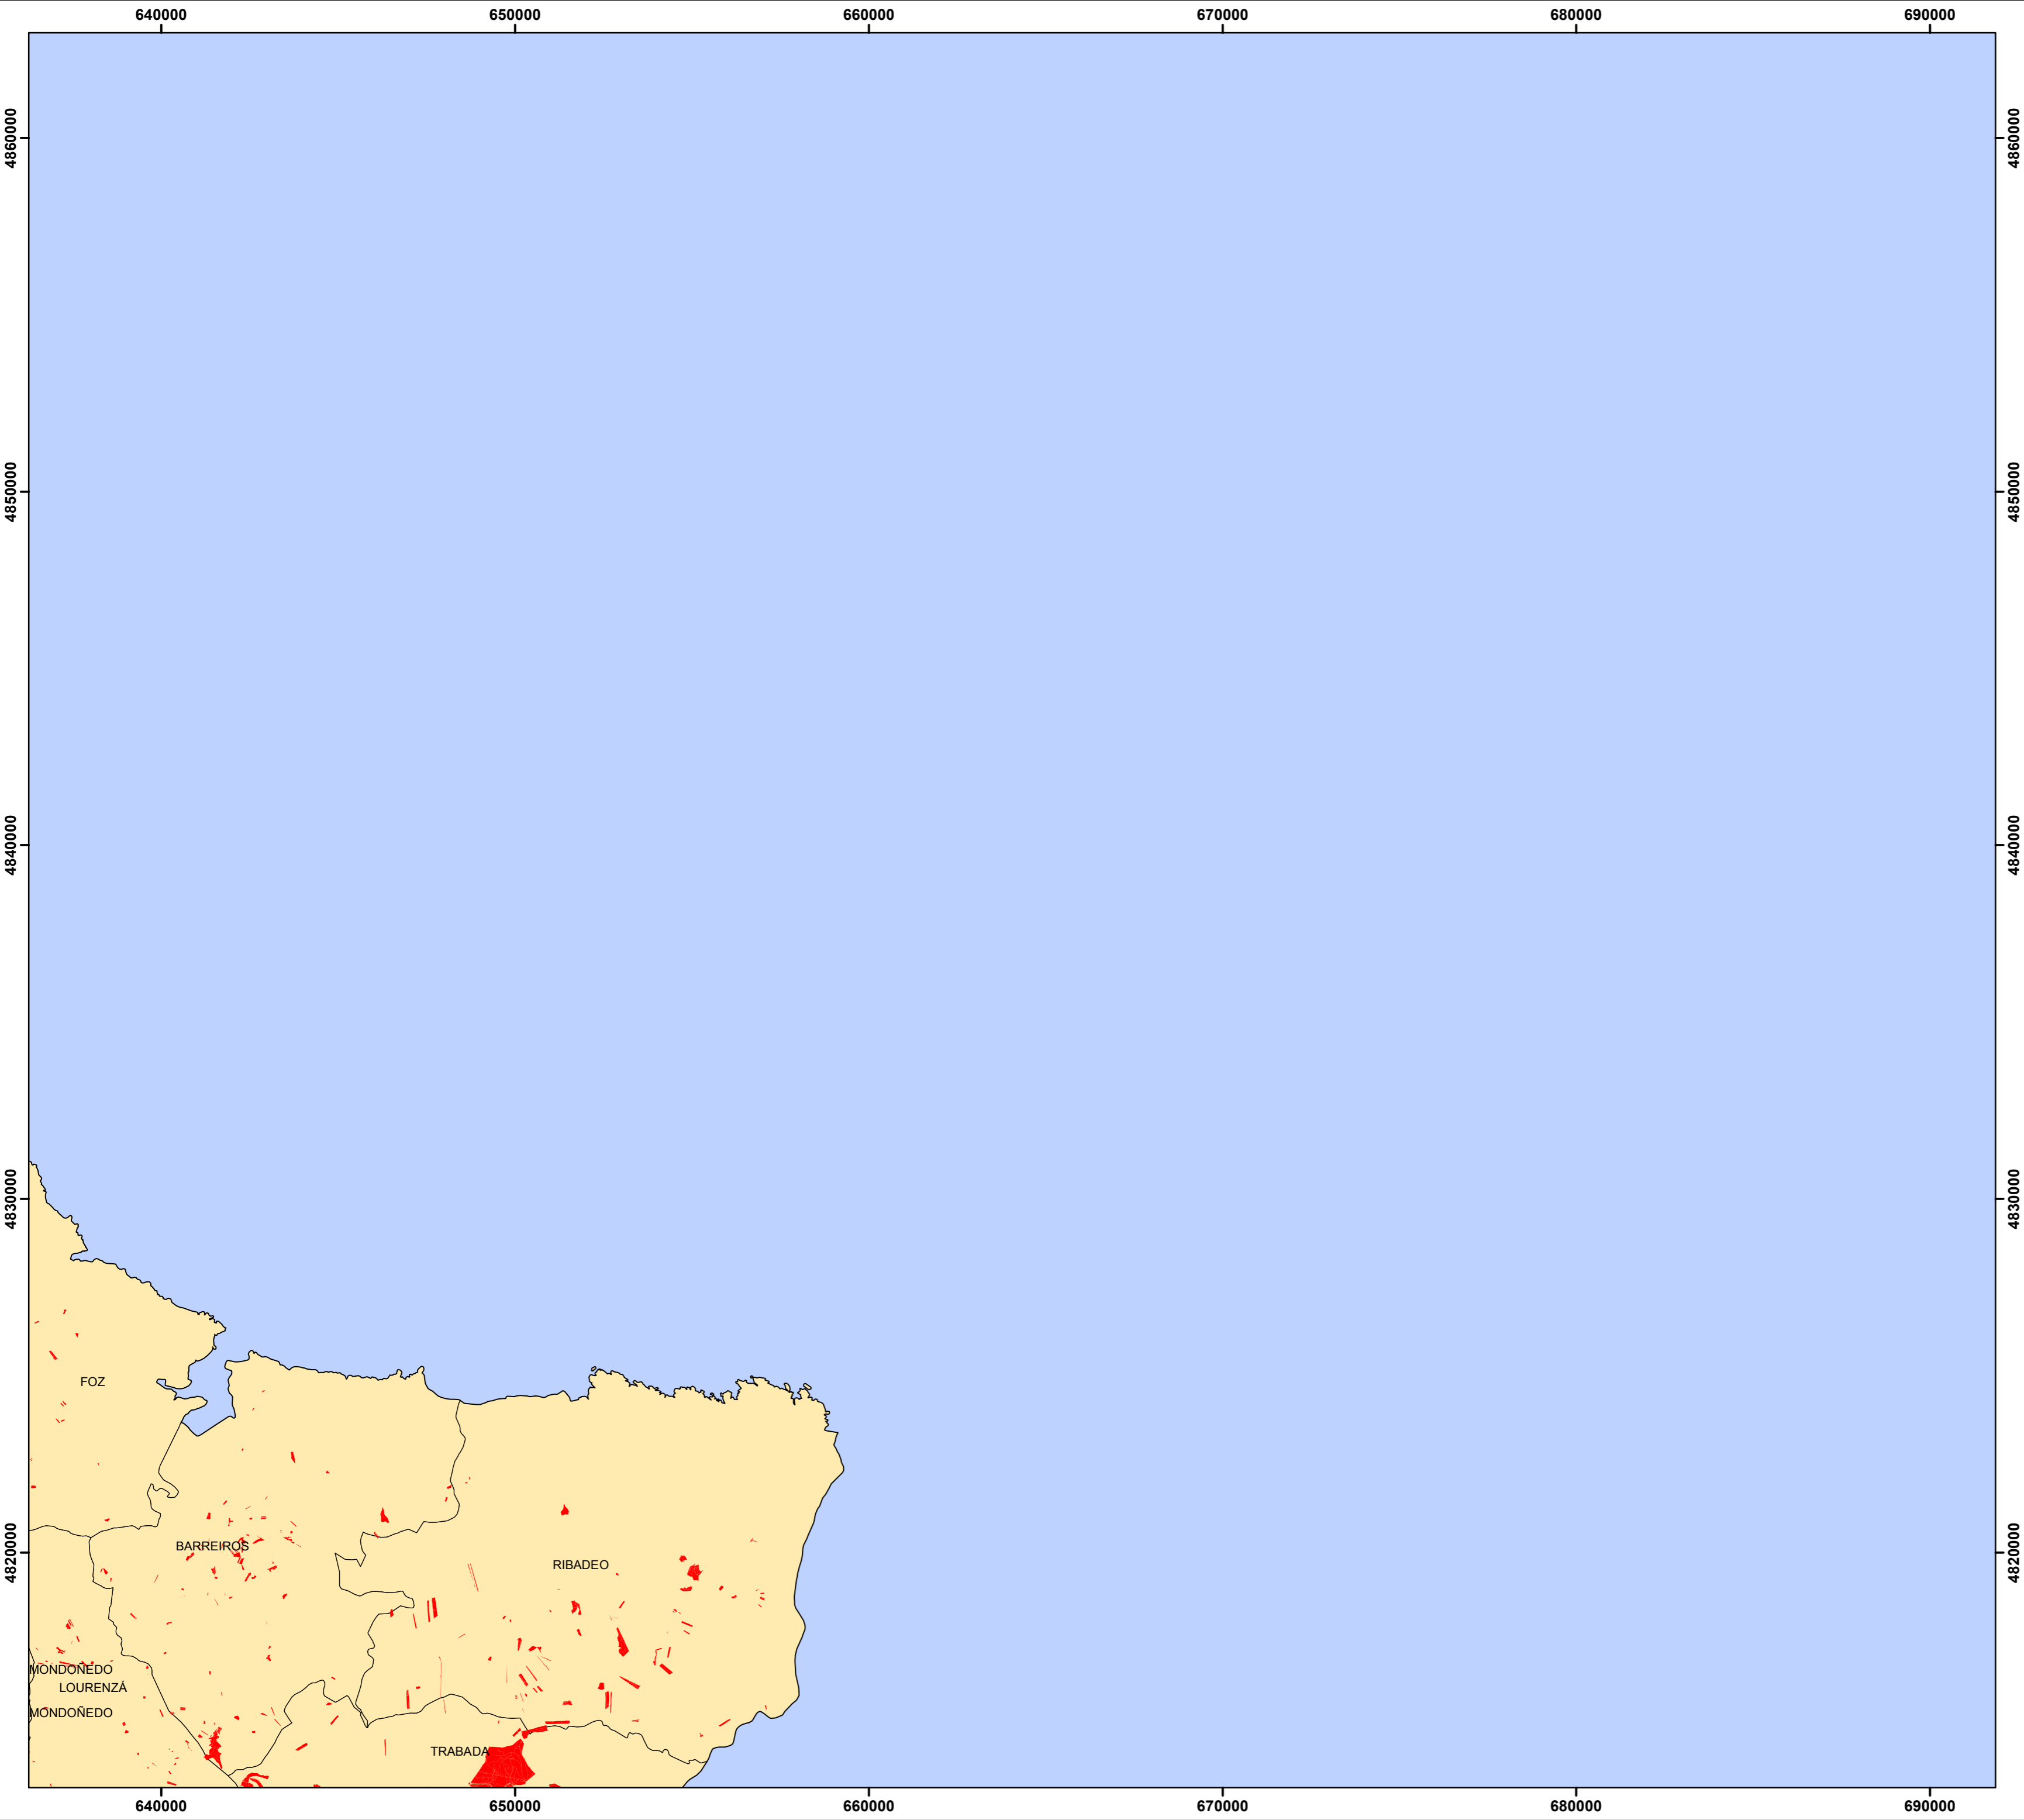 640000 650000 660000 670000 680000 690000
4860000 4860000
4850000 4850000
4840000 4840000
4830000 4830000
FOZ
BARREIROS
4820000 4820000
RIBADEO
MONDOÑEDO
LOURENZÁ
MONDOÑEDO
TRABADA
640000 650000 660000 670000 680000 690000